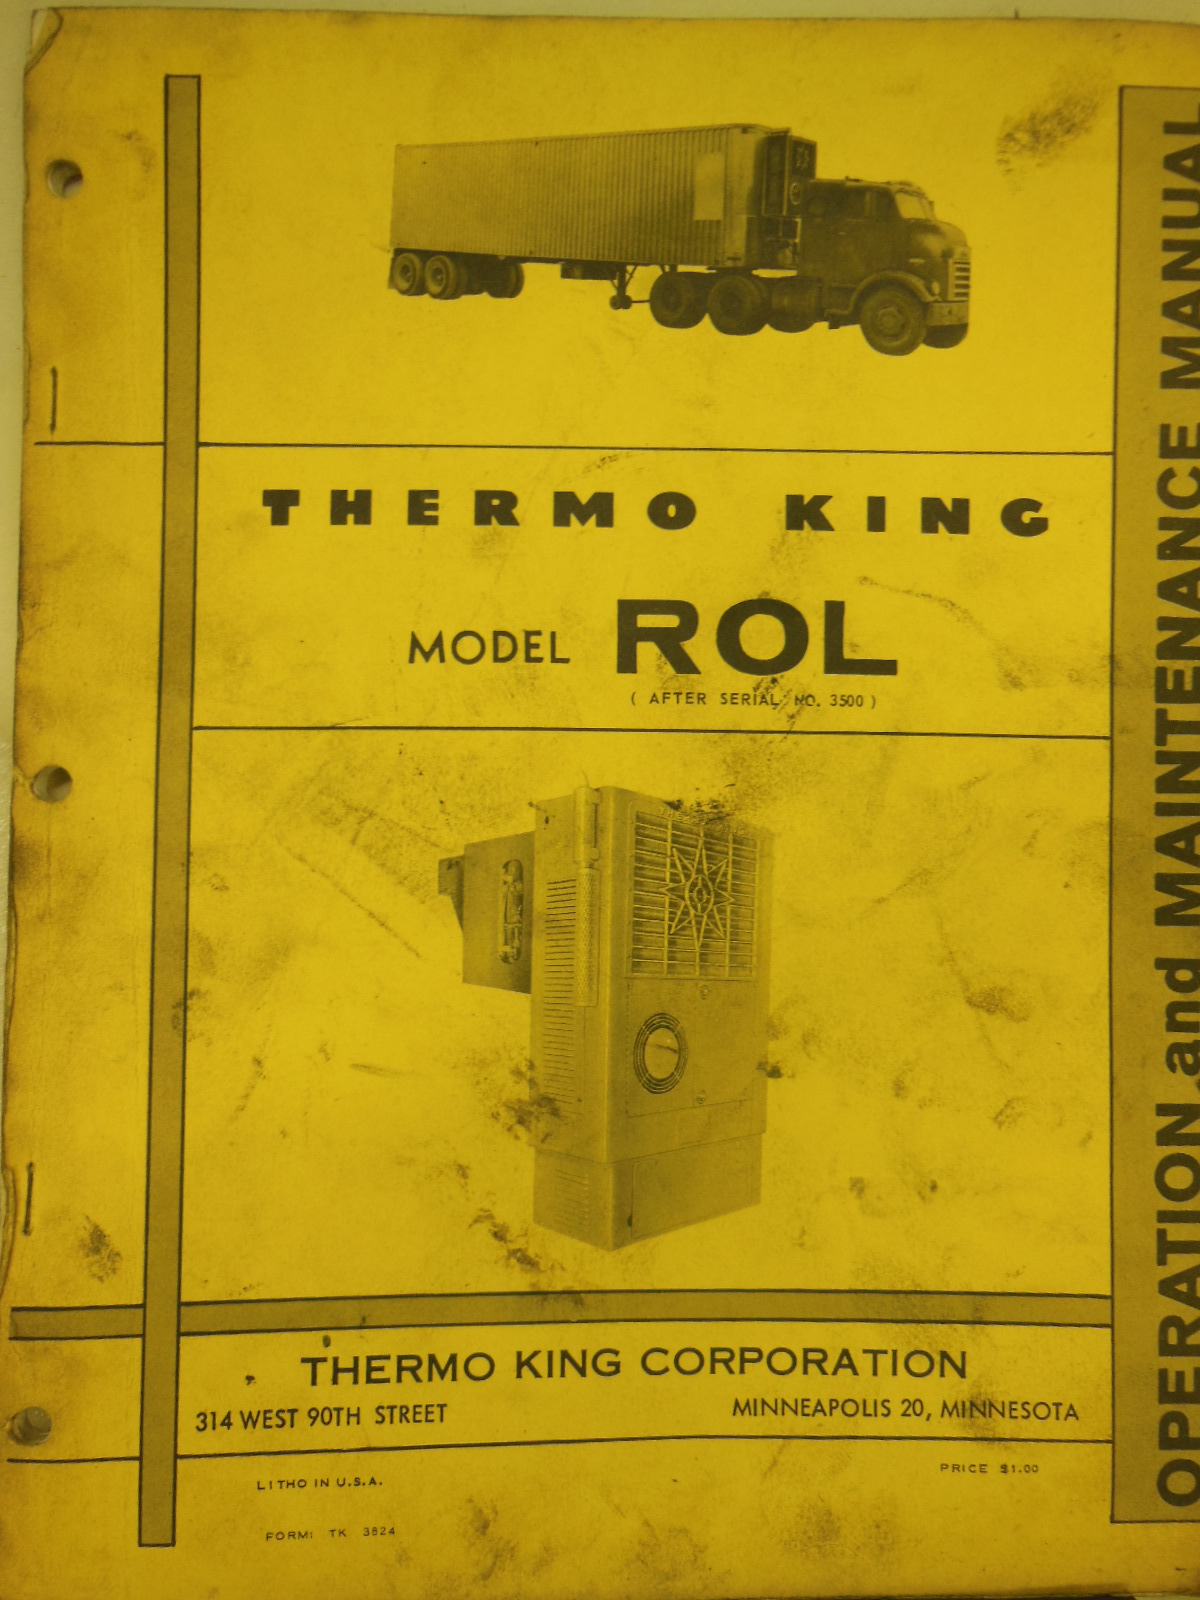 THERMO KING
MODEL ROL
( AFTER SERIAL NO. 3500 )
THERMO KING CORPORATION
314 WEST 90TH STREET
MINNEAPOLIS 20, MINNESOTA
PRICE $1.00
LITHO IN U.S.A.
FORM: TK 3824
OPERATION and MAINTENANCE MANUAL